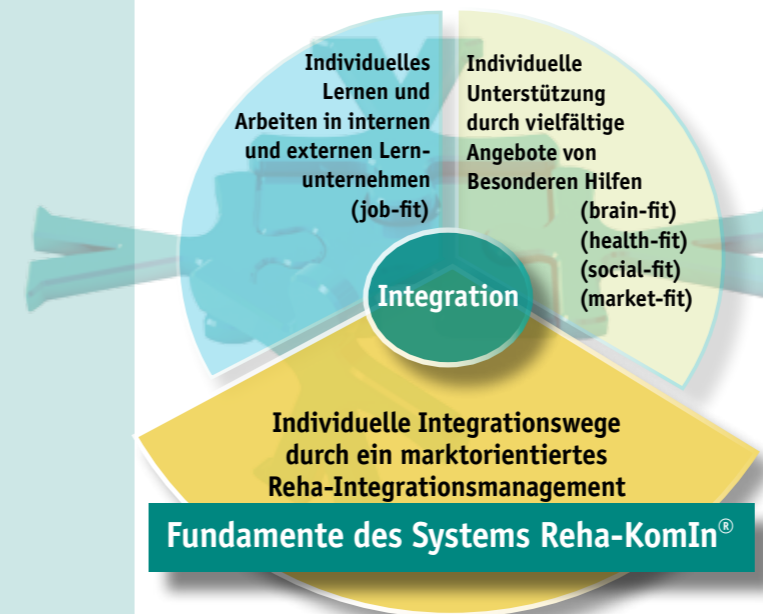 Individuelles
Lernen und
Arbeiten in internen
und externen Lern-
unternehmen
(job-fit)
Individuelle
Unterstützung
durch vielfältige
Angebote von
Besonderen Hilfen
(brain-fit)
(health-fit)
(social-fit)
(market-fit)
Integration
Individuelle Integrationswege
durch ein marktorientiertes
Reha-Integrationsmanagement
Fundamente des Systems Reha-KomIn®